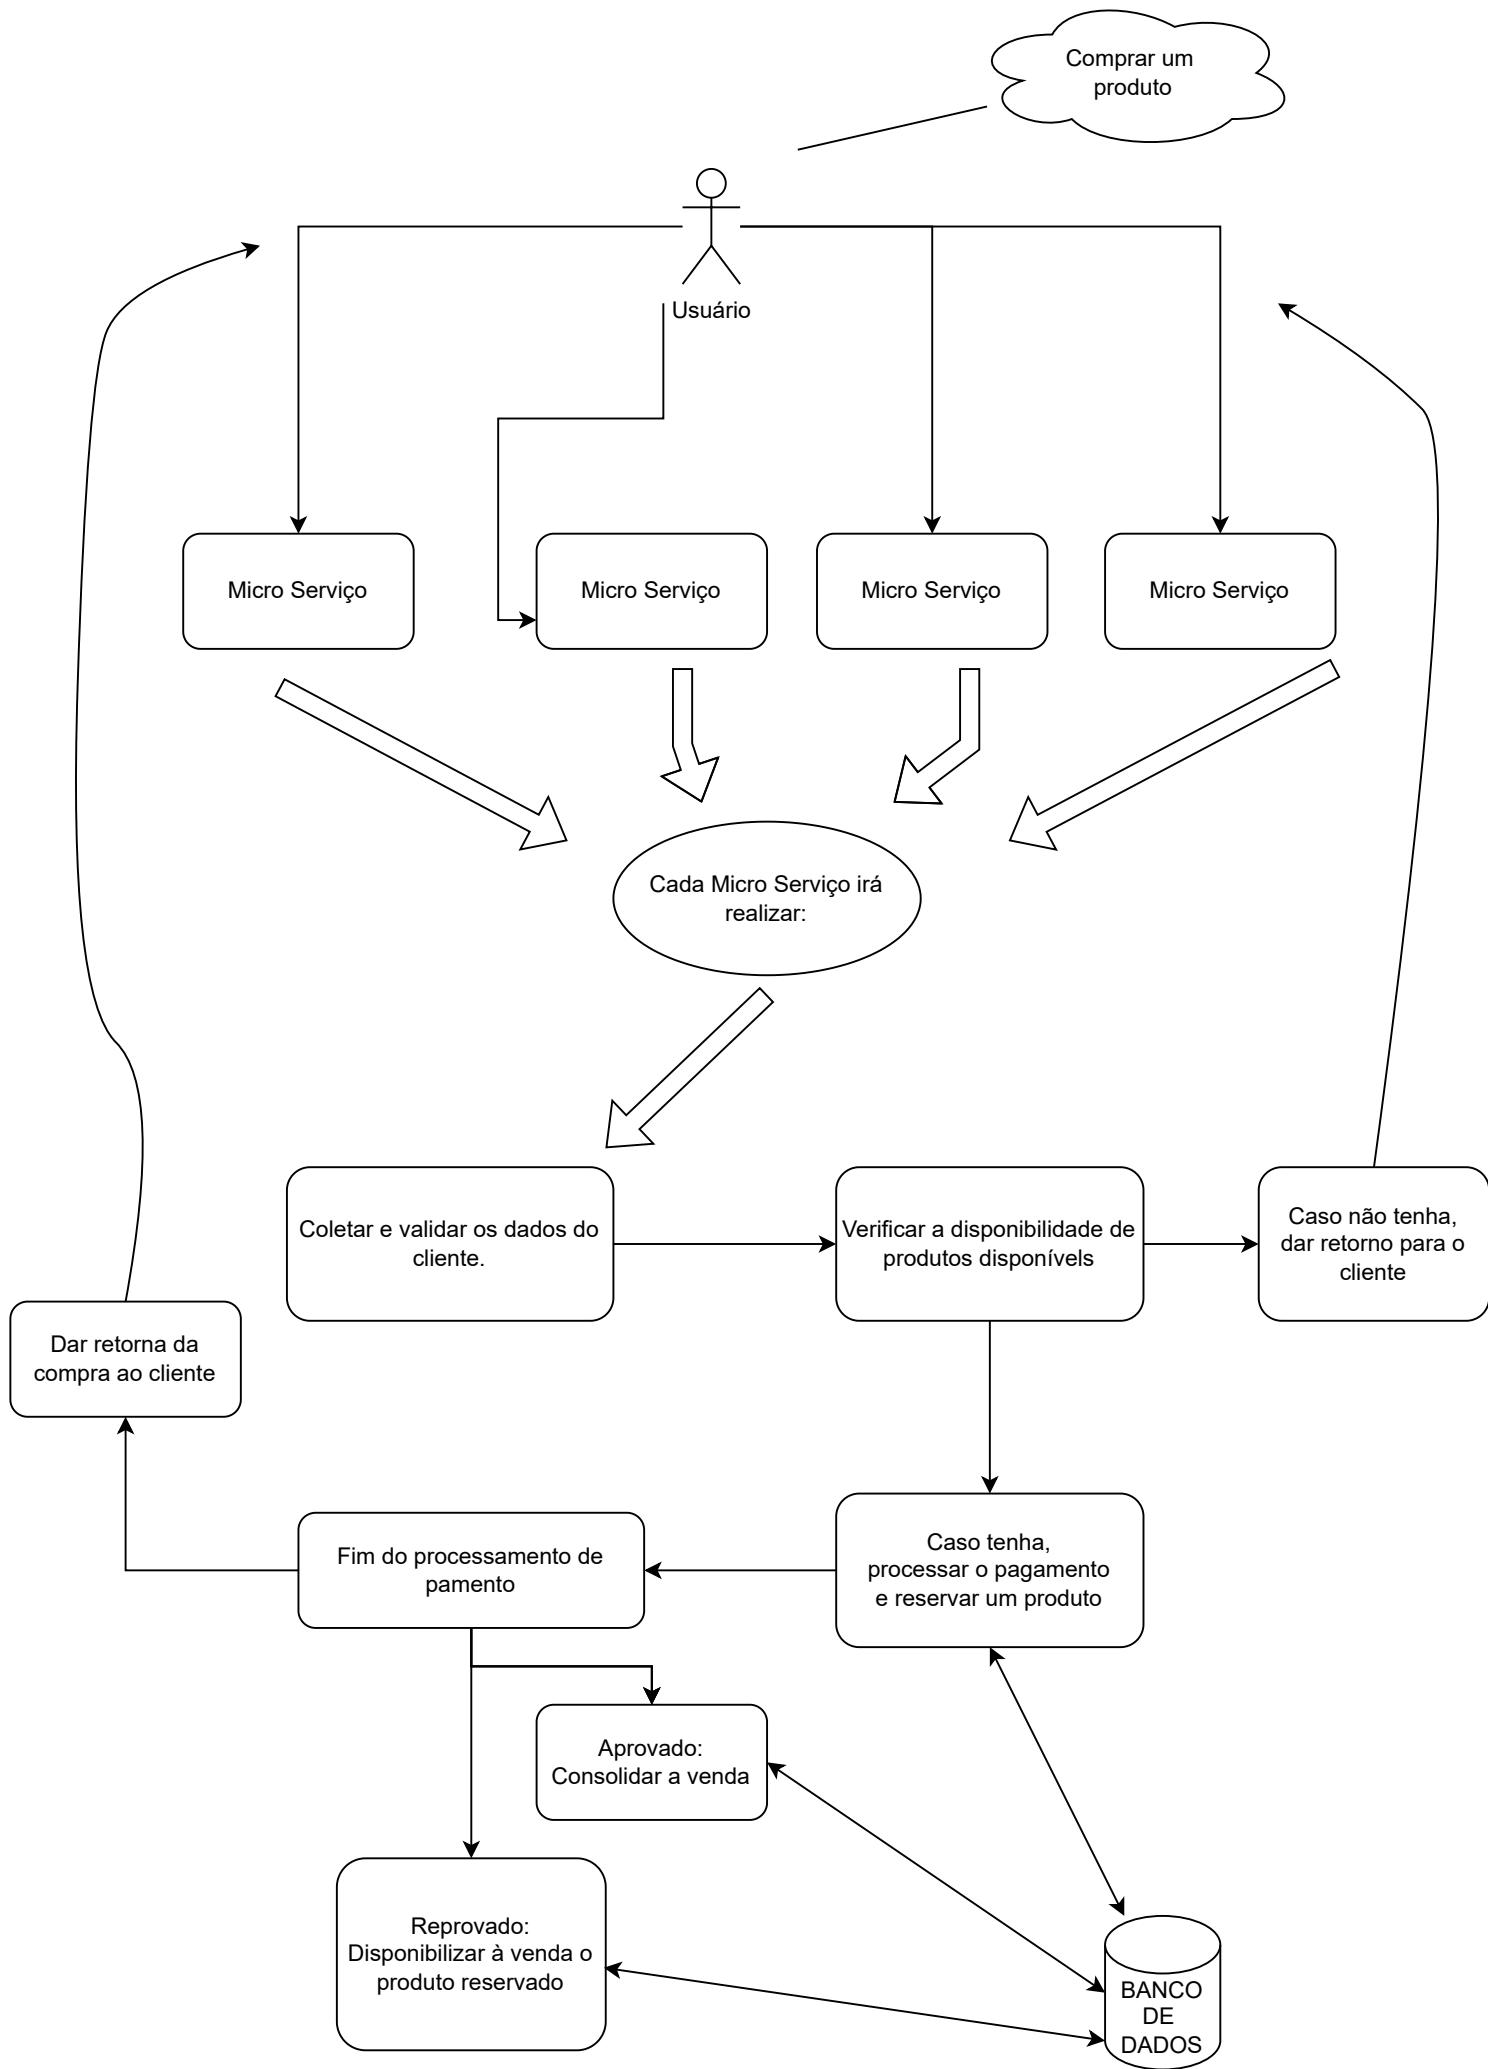 Comprar um
produto
Usuário
Micro Serviço
Micro Serviço
Micro Serviço
Micro Serviço
Cada Micro Serviço irá
realizar:
Coletar e validar os dados do
cliente.
Verificar a disponibilidade de
produtos disponívels
Caso não tenha,
dar retorno para o
cliente
Dar retorna da
compra ao cliente
Fim do processamento de
pamento
Caso tenha,
processar o pagamento
e reservar um produto
Aprovado:
Consolidar a venda
Reprovado:
Disponibilizar à venda o
produto reservado
BANCO
DE
DADOS